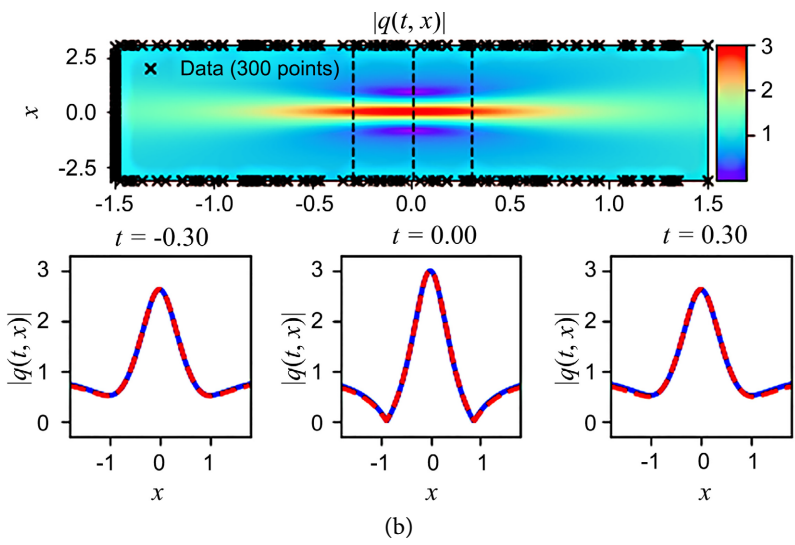 |q(t, x)|
2.5
0.0
-2.5
x
Data (300 points)
3
2
1
-1.5 -1.0 -0.5 0.0 0.5 1.0 1.5
t = -0.30 t = 0.00 t = 0.30
|q(t, x)|
3
2
1
0
-1 0 1
x
|q(t, x)|
3
2
1
0
-1 0 1
x
|q(t, x)|
3
2
1
0
-1 0 1
x
(b)